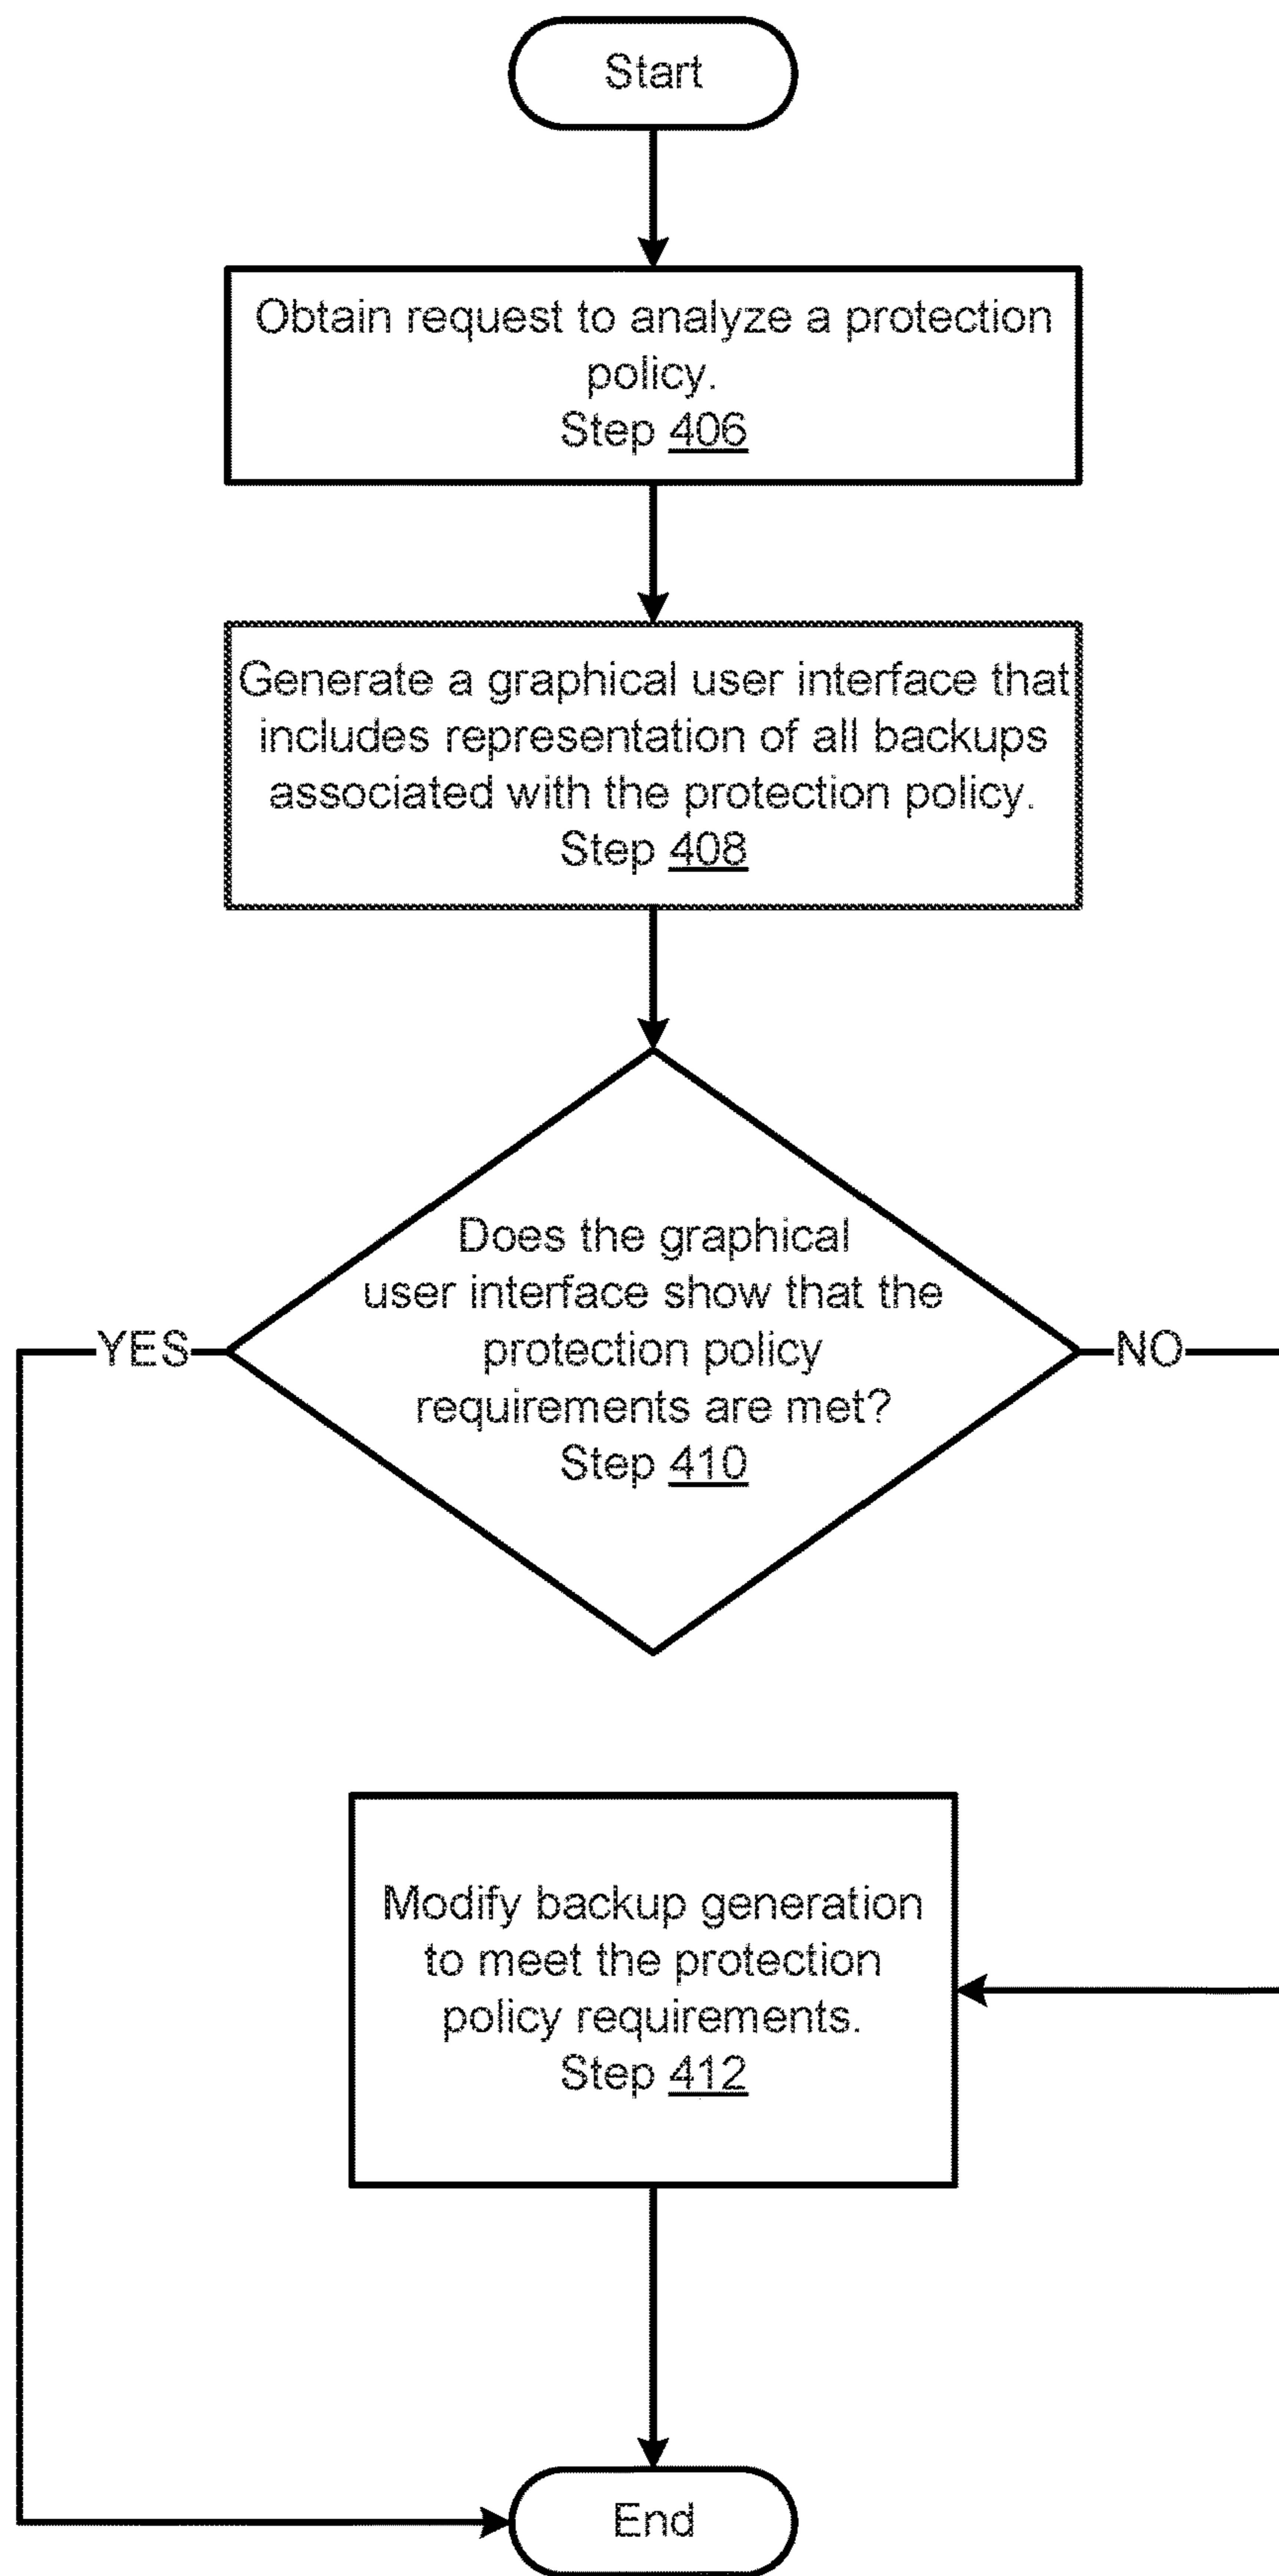 Start
Obtain request to analyze a protection
policy.
Step 406
Generate a graphical user interface that
includes representation of all backups
associated with the protection policy.
Step 408
Does the graphical
user interface show that the
protection policy
requirements are met?
Step 410
YES
NO
Modify backup generation
to meet the protection
policy requirements.
Step 412
End